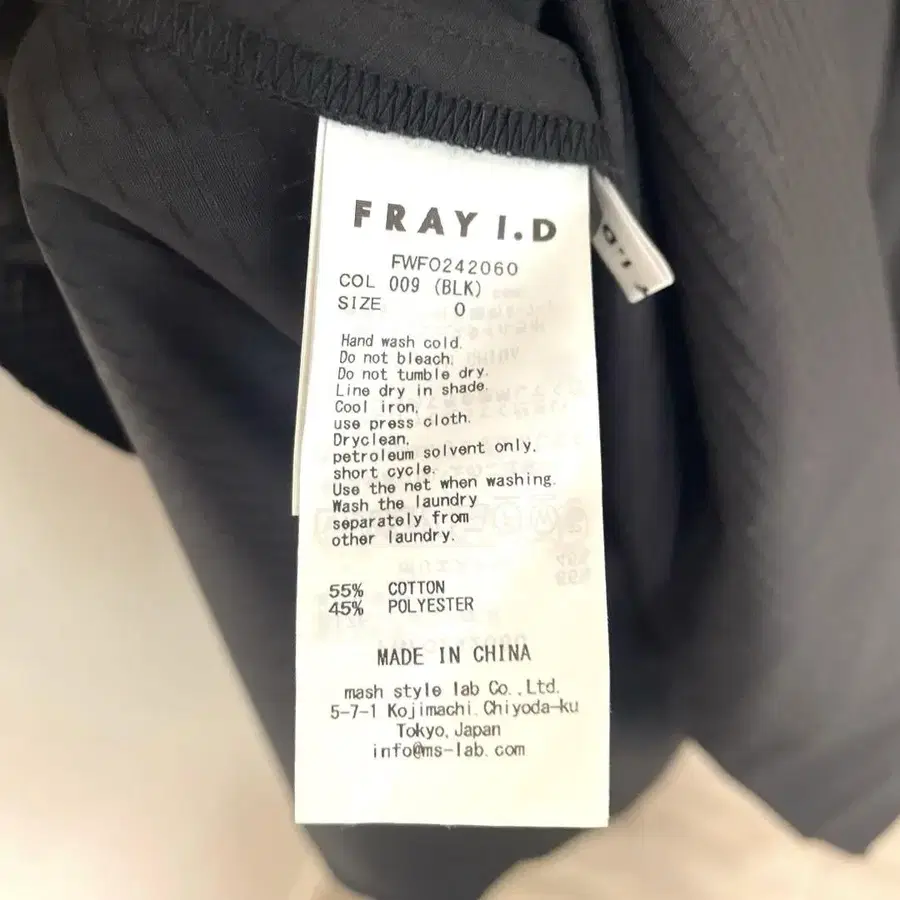 FRAY I.D
FWFO242060
COL 009 (BLK)
SIZE 0
Hand wash cold.
Do not bleach.
Do not tumble dry.
Line dry in shade.
Cool iron,
use press cloth.
Dryclean,
petroleum solvent only,
short cycle.
Use the net when washing.
Wash the laundry
separately from
other laundry.
55% COTTON
45% POLYESTER
MADE IN CHINA
mash style lab Co.,Ltd.
5-7-1 Kojimachi,Chiyoda-ku
Tokyo,Japan
info@ms-lab.com